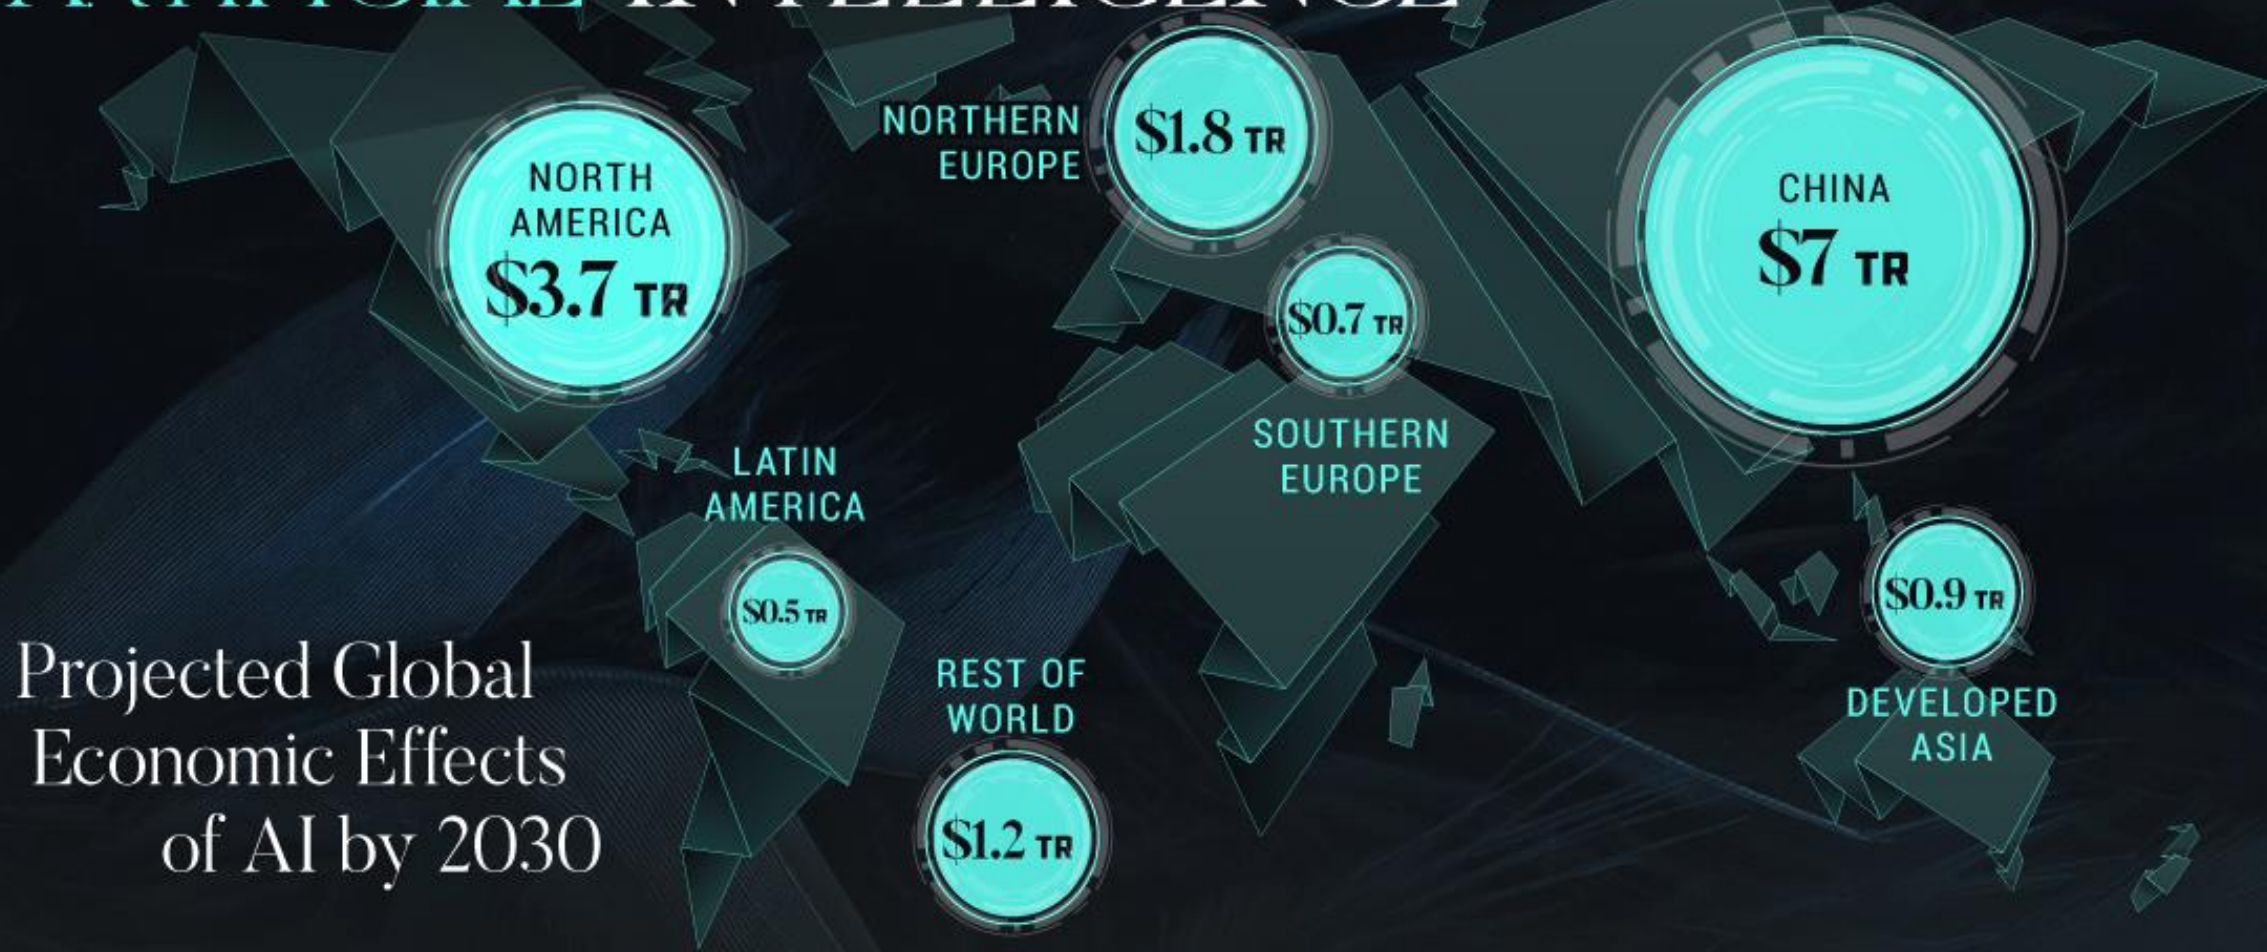 ARTIFICIAL INTELLIGENCE
NORTHERN
EUROPE
$1.8 TR
NORTH
AMERICA
$3.7 TR
CHINA
$7 TR
$0.7 TR
SOUTHERN
EUROPE
LATIN
AMERICA
$0.5 TR
$0.9 TR
DEVELOPED
ASIA
REST OF
WORLD
$1.2 TR
Projected Global
Economic Effects
of AI by 2030